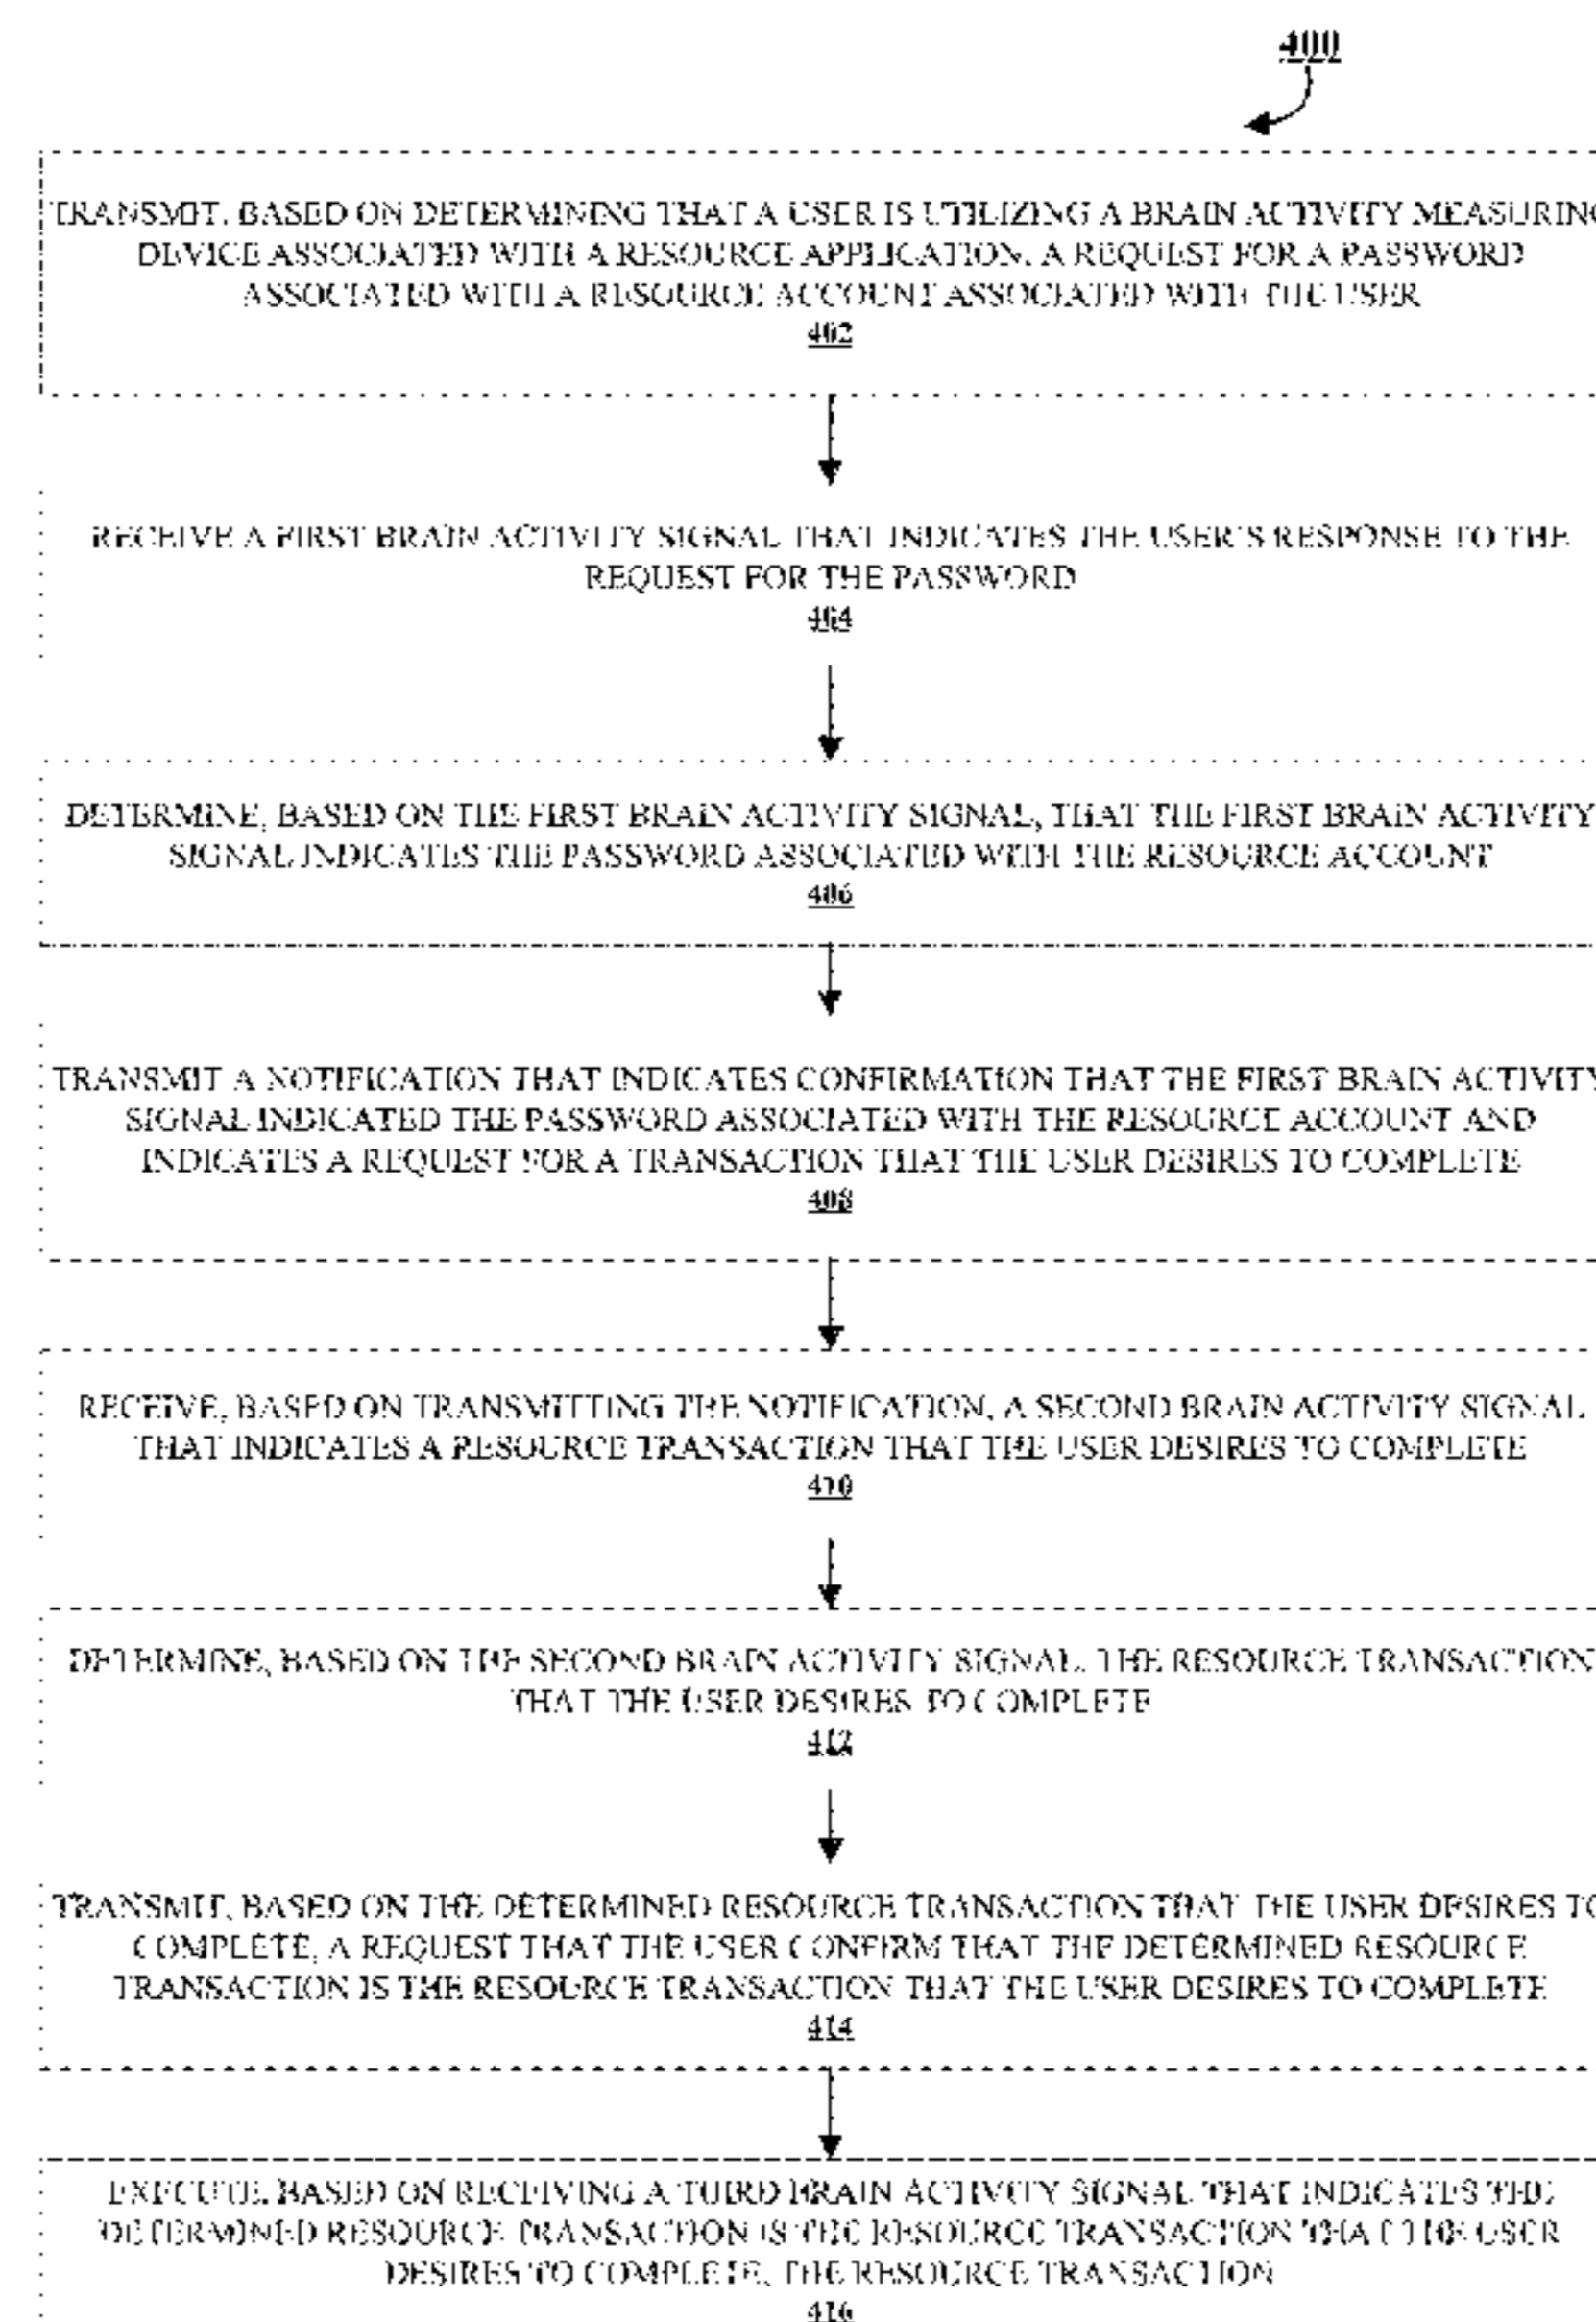 400
TRANSMIT, BASED ON DETERMINING THAT A USER IS UTILIZING A BRAIN ACTIVITY MEASURING
DEVICE ASSOCIATED WITH A RESOURCE APPLICATION, A REQUEST FOR A PASSWORD
ASSOCIATED WITH A RESOURCE ACCOUNT ASSOCIATED WITH THE USER
402
RECEIVE A FIRST BRAIN ACTIVITY SIGNAL THAT INDICATES THE USER'S RESPONSE TO THE
REQUEST FOR THE PASSWORD
404
DETERMINE, BASED ON THE FIRST BRAIN ACTIVITY SIGNAL, THAT THE FIRST BRAIN ACTIVITY
SIGNAL INDICATES THE PASSWORD ASSOCIATED WITH THE RESOURCE ACCOUNT
406
TRANSMIT A NOTIFICATION THAT INDICATES CONFIRMATION THAT THE FIRST BRAIN ACTIVITY
SIGNAL INDICATED THE PASSWORD ASSOCIATED WITH THE RESOURCE ACCOUNT AND
INDICATES A REQUEST FOR A TRANSACTION THAT THE USER DESIRES TO COMPLETE
408
RECEIVE, BASED ON TRANSMITTING THE NOTIFICATION, A SECOND BRAIN ACTIVITY SIGNAL
THAT INDICATES A RESOURCE TRANSACTION THAT THE USER DESIRES TO COMPLETE
410
DETERMINE, BASED ON THE SECOND BRAIN ACTIVITY SIGNAL, THE RESOURCE TRANSACTION
THAT THE USER DESIRES TO COMPLETE
412
TRANSMIT, BASED ON THE DETERMINED RESOURCE TRANSACTION THAT THE USER DESIRES TO
COMPLETE, A REQUEST THAT THE USER CONFIRM THAT THE DETERMINED RESOURCE
TRANSACTION IS THE RESOURCE TRANSACTION THAT THE USER DESIRES TO COMPLETE
414
EXECUTE, BASED ON RECEIVING A THIRD BRAIN ACTIVITY SIGNAL THAT INDICATES THE
DETERMINED RESOURCE TRANSACTION IS THE RESOURCE TRANSACTION THAT THE USER
DESIRES TO COMPLETE, THE RESOURCE TRANSACTION
416